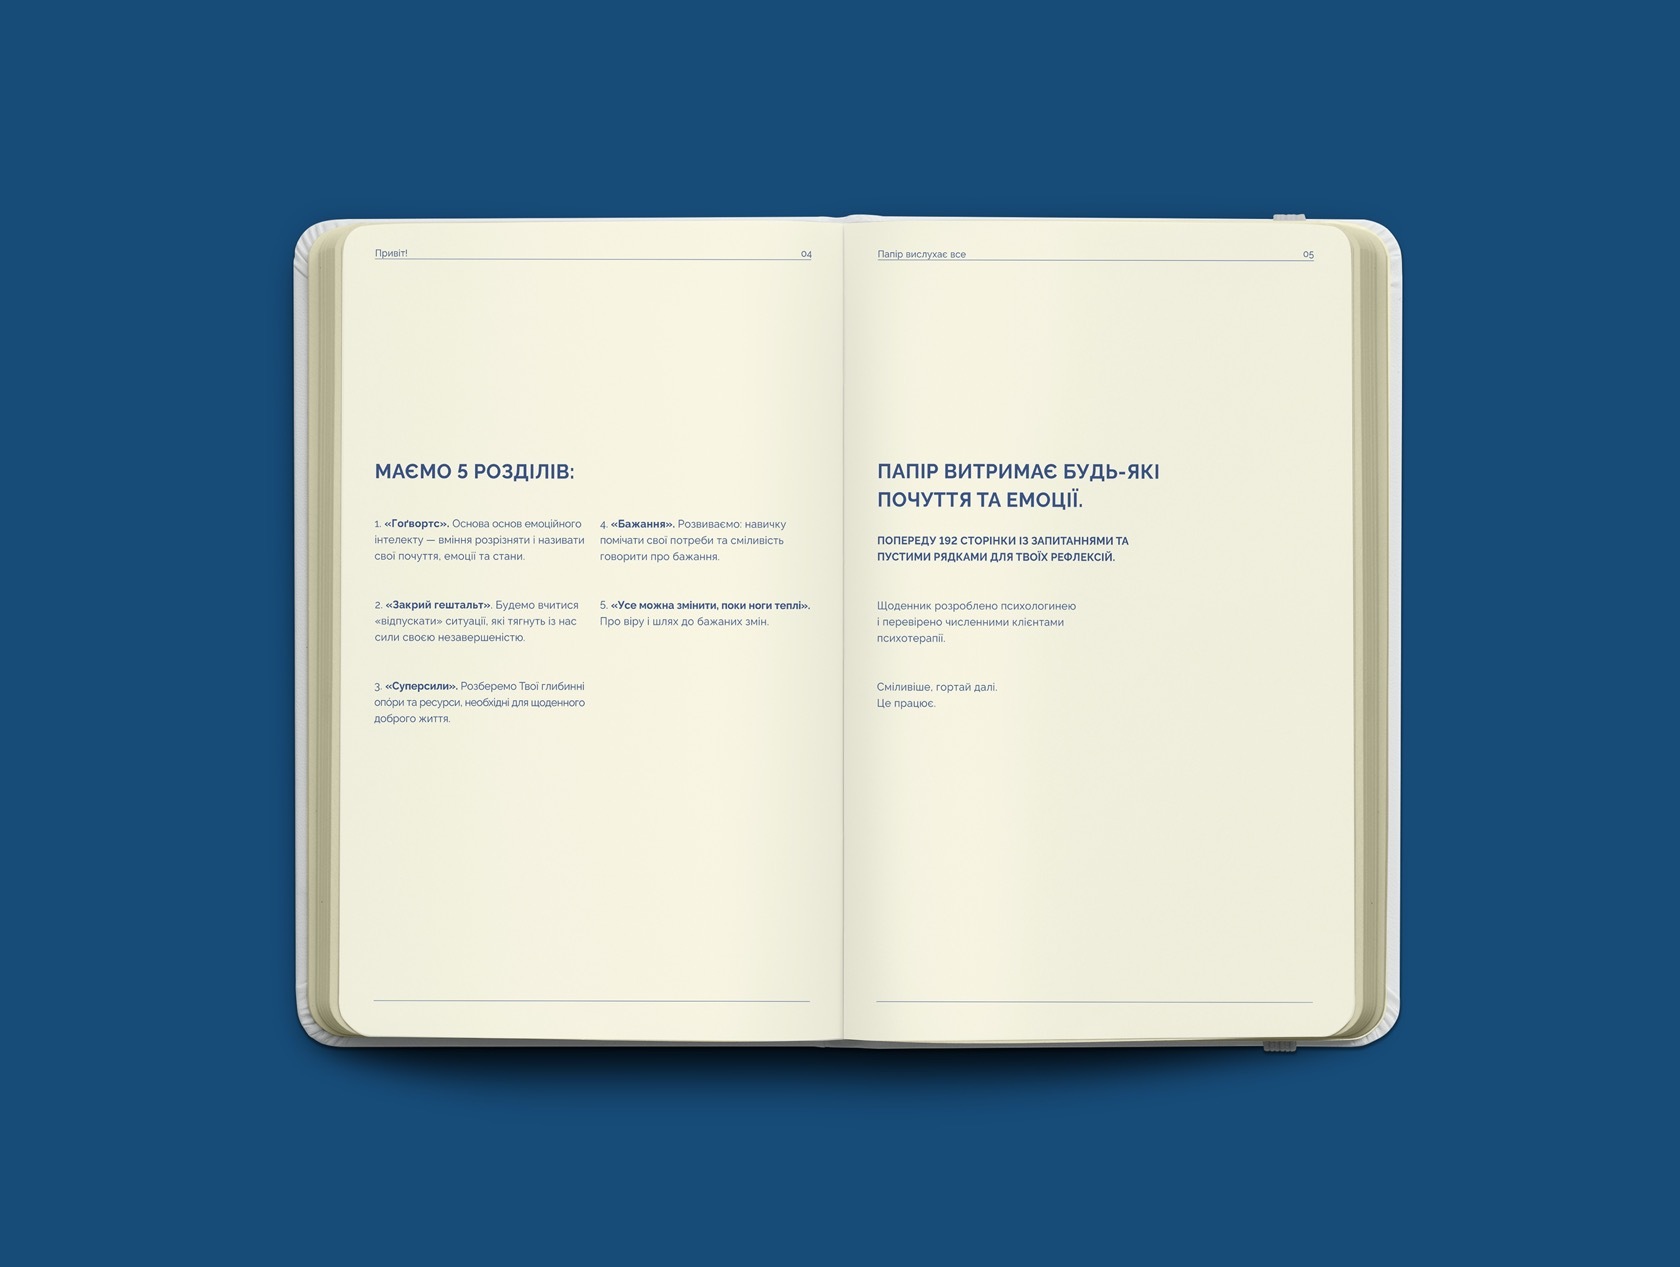 Привіт! 04
МАЄМО 5 РОЗДІЛІВ:
1. «Гоґвортс». Основа основ емоційного
інтелекту — вміння розрізняти і називати
свої почуття, емоції та стани.
2. «Закрий гештальт». Будемо вчитися
«відпускати» ситуації, які тягнуть із нас
сили своєю незавершеністю.
3. «Суперсили». Розберемо Твої глибинні
опóри та ресурси, необхідні для щоденного
доброго життя.
4. «Бажання». Розвиваємо: навичку
помічати свої потреби та сміливість
говорити про бажання.
5. «Усе можна змінити, поки ноги теплі».
Про віру і шлях до бажаних змін.
Папір вислухає все 05
ПАПІР ВИТРИМАЄ БУДЬ-ЯКІ
ПОЧУТТЯ ТА ЕМОЦІЇ.
ПОПЕРЕДУ 192 СТОРІНКИ ІЗ ЗАПИТАННЯМИ ТА
ПУСТИМИ РЯДКАМИ ДЛЯ ТВОЇХ РЕФЛЕКСІЙ.
Щоденник розроблено психологинею
і перевірено численними клієнтами
психотерапії.
Сміливіше, гортай далі.
Це працює.